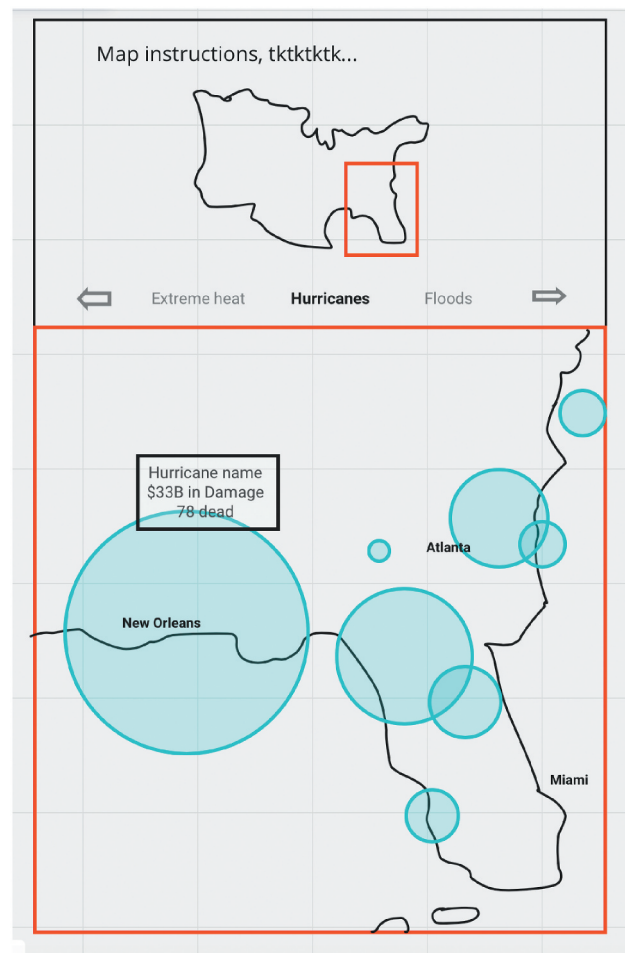 Map instructions, tktktktk...
Extreme heat Hurricanes Floods
Hurricane name
$33B in Damage
78 dead
Atlanta
New Orleans
Miami